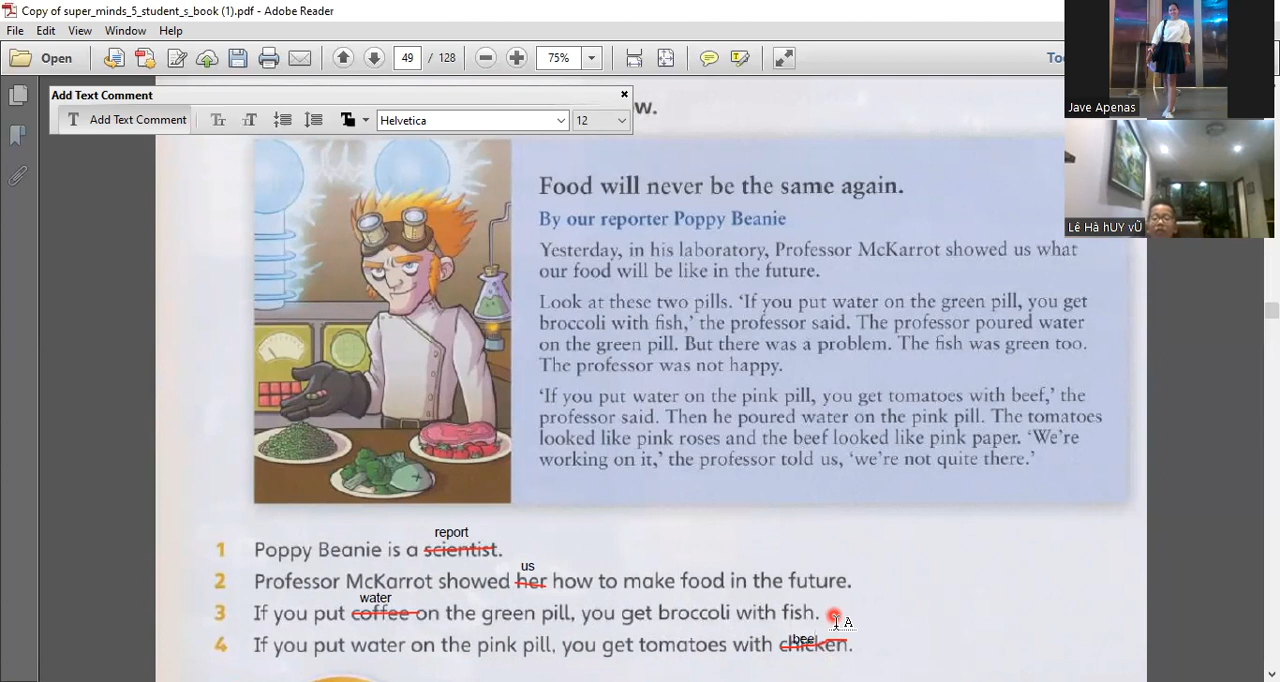 Copy of super_minds_5_student_s_book (1).pdf - Adobe Reader
File Edit View Window Help
Open 49 / 128 75%
Jave Apenas
Add Text Comment
Add Text Comment Helvetica 12
w.
Food will never be the same again.
By our reporter Poppy Beanie
Yesterday, in his laboratory, Professor McKarrot showed us what
our food will be like in the future.
Lê Hà hUY vŨ
Look at these two pills. ‘If you put water on the green pill, you get
broccoli with fish,’ the professor said. The professor poured water
on the green pill. But there was a problem. The fish was green too.
The professor was not happy.
‘If you put water on the pink pill, you get tomatoes with beef,’ the
professor said. Then he poured water on the pink pill. The tomatoes
looked like pink roses and the beef looked like pink paper. ‘We’re
working on it,’ the professor told us, ‘we’re not quite there.’
report
1 Poppy Beanie is a scientist.
us
2 Professor McKarrot showed her how to make food in the future.
water
3 If you put coffee on the green pill, you get broccoli with fish.
bee
4 If you put water on the pink pill, you get tomatoes with chicken.